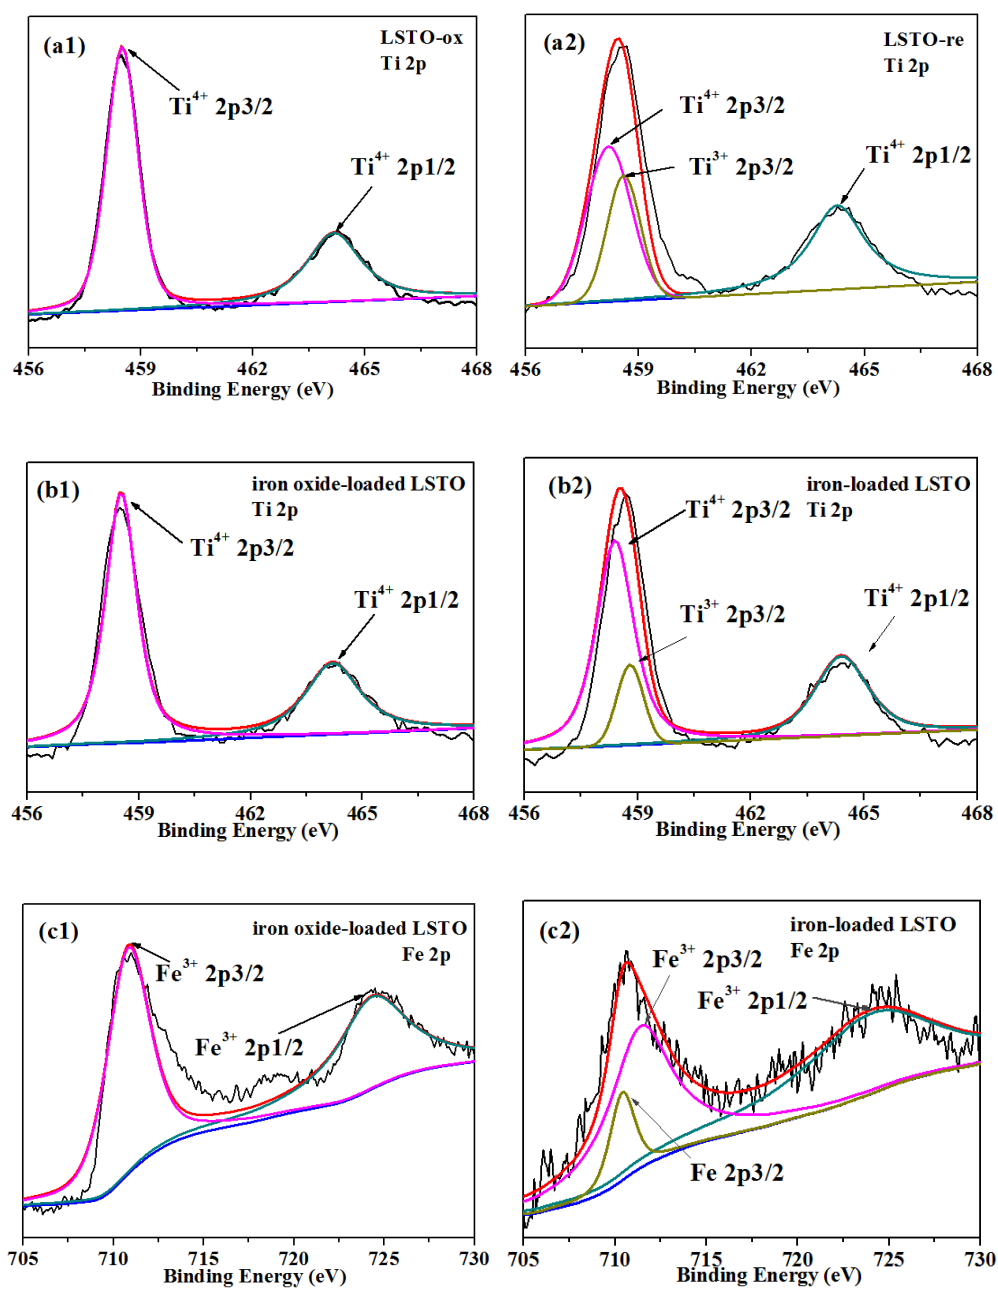 (a1)
LSTO-ox
Ti 2p
Ti4+ 2p3/2
Ti4+ 2p1/2
456 459 462 465 468
Binding Energy (eV)
(a2)
LSTO-re
Ti 2p
Ti4+ 2p3/2
Ti3+ 2p3/2
Ti4+ 2p1/2
456 459 462 465 468
Binding Energy (eV)
(b1)
iron oxide-loaded LSTO
Ti 2p
Ti4+ 2p3/2
Ti4+ 2p1/2
456 459 462 465 468
Binding Energy (eV)
(b2)
iron-loaded LSTO
Ti 2p
Ti4+ 2p3/2
Ti3+ 2p3/2
Ti4+ 2p1/2
456 459 462 465 468
Binding Energy (eV)
(c1)
iron oxide-loaded LSTO
Fe 2p
Fe3+ 2p3/2
Fe3+ 2p1/2
705 710 715 720 725 730
Binding Energy (eV)
(c2)
iron-loaded LSTO
Fe 2p
Fe3+ 2p3/2
Fe3+ 2p1/2
Fe 2p3/2
705 710 715 720 725 730
Binding Energy (eV)